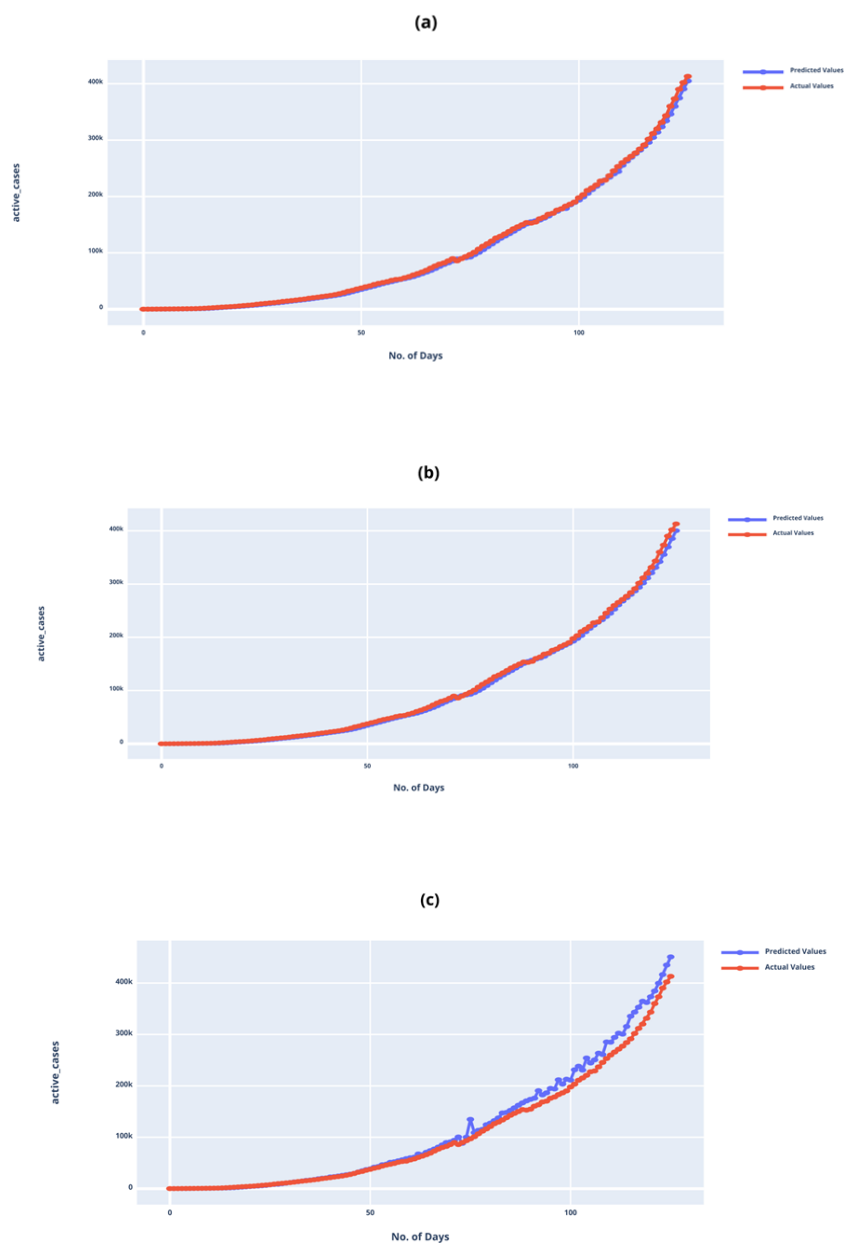 (a)
400k
300k
200k
100k
0
active_cases
0 50 100
No. of Days
Predicted Values
Actual Values
(b)
400k
300k
200k
100k
0
active_cases
0 50 100
No. of Days
Predicted Values
Actual Values
(c)
400k
300k
200k
100k
0
active_cases
0 50 100
No. of Days
Predicted Values
Actual Values